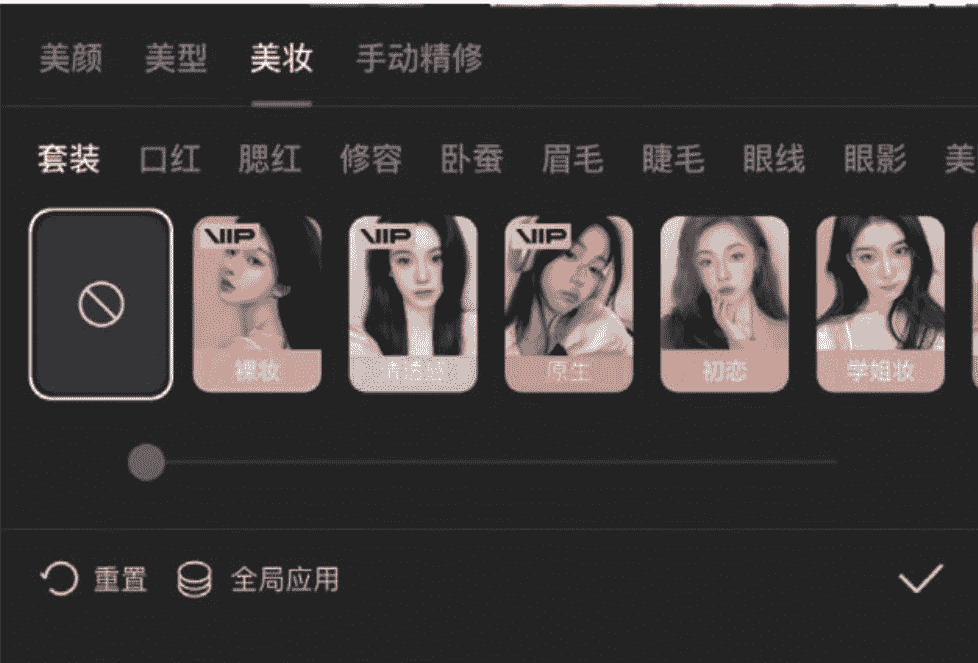 美颜 美型 美妆 手动精修
套装 口红 腮红 修容 卧蚕 眉毛 睫毛 眼线 眼影 美
VIP VIP VIP
裸妆 原生 初恋 学姐妆
重置 全局应用